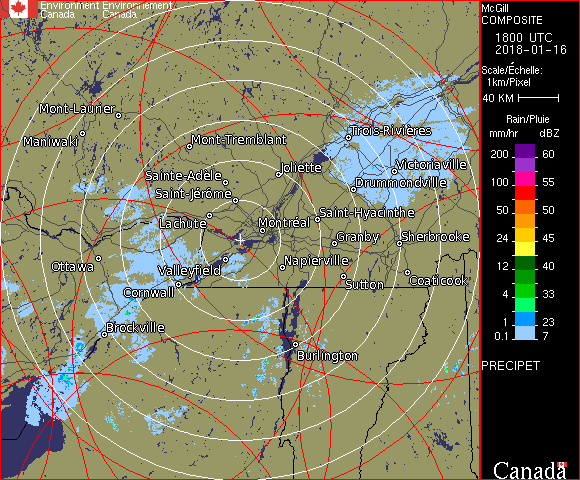 Environment Environnement
Canada Canada
McGill
COMPOSITE
1800 UTC
2018-01-16
Scale/Échelle:
1km/Pixel
40 KM
Rain/Pluie
mm/hr dBZ
200 60
100 55
50 50
24 45
12 40
8 33
4 33
1 23
0.1 7
PRECIPET
Canada
Mont-Laurier
Maniwaki
Mont-Tremblant
Trois-Rivières
Joliette
Victoriaville
Sainte-Adèle
Drummondville
Saint-Jérôme
Lachute
Saint-Hyacinthe
Montréal
Granby
Sherbrooke
Ottawa
Valleyfield
Napierville
Cornwall
Sutton
Coaticook
Brockville
Burlington